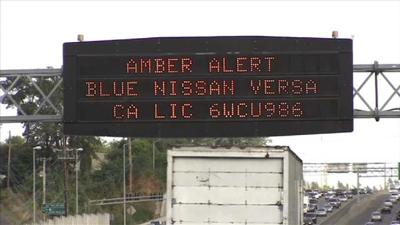 AMBER ALERT
BLUE NISSAN VERSA
CA LIC 6WCU986